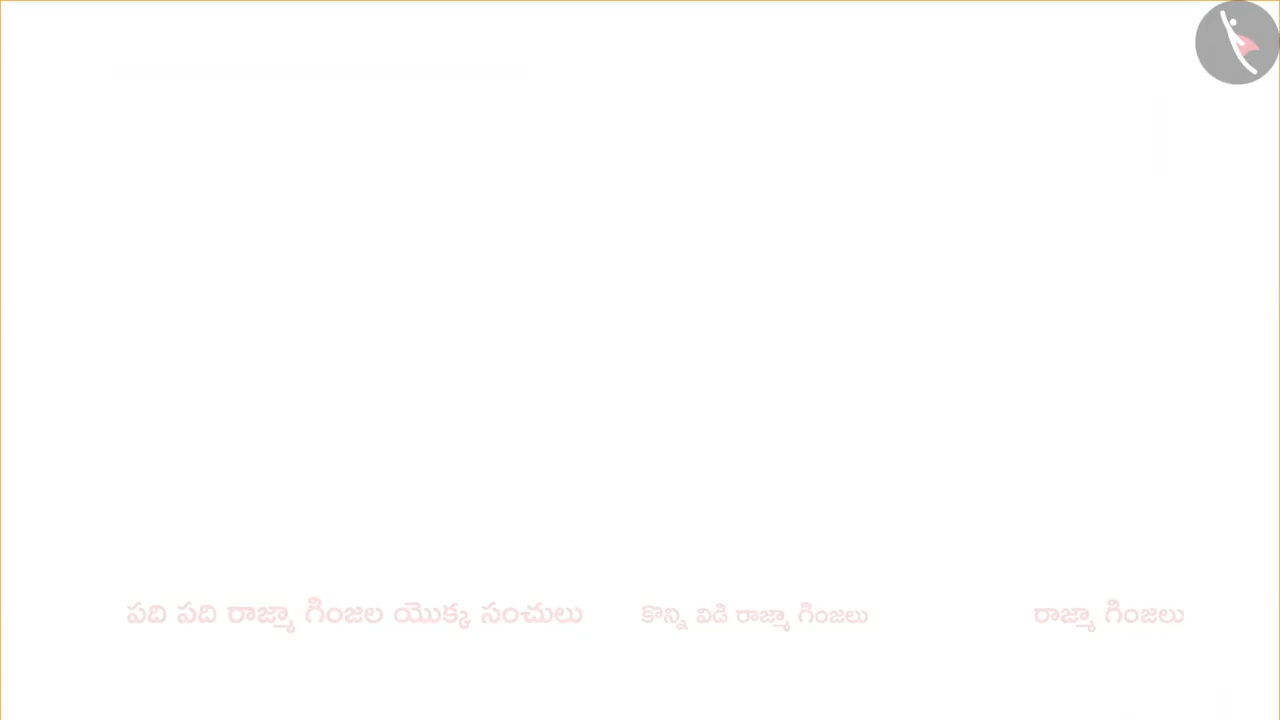 పది పది రాజ్మా గింజల యొక్క సంచులు కొన్ని విడి రాజ్మా గింజలు రాజ్మా గింజలు